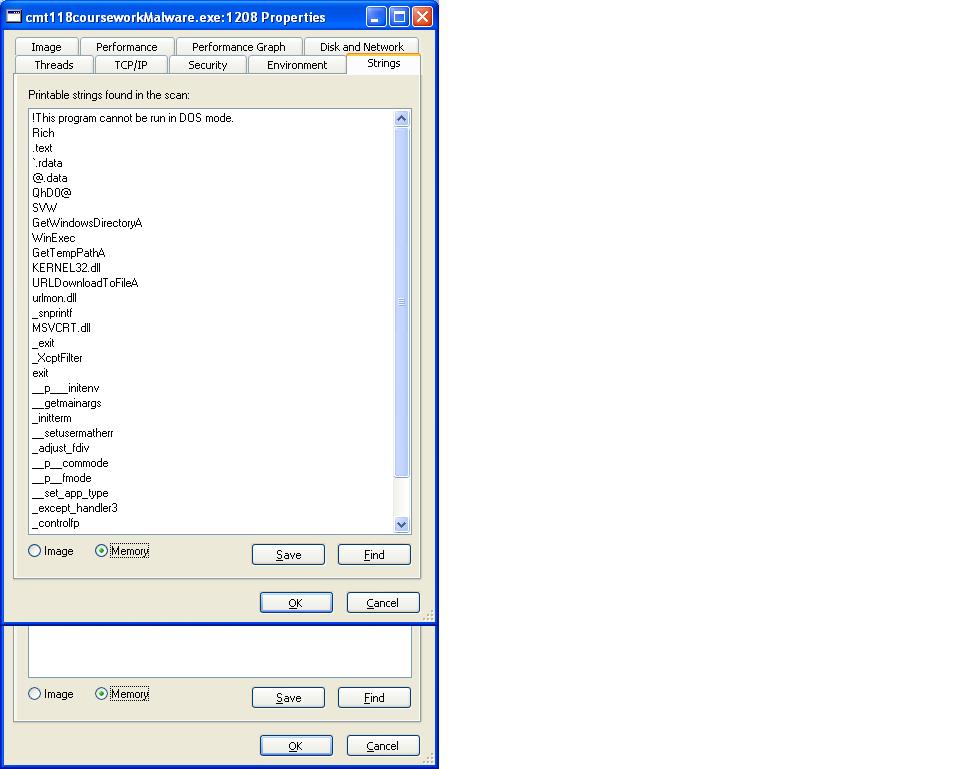 cmt118courseworkMalware.exe:1208 Properties
Image Performance Performance Graph Disk and Network
Threads TCP/IP Security Environment Strings
Printable strings found in the scan:
!This program cannot be run in DOS mode.
Rich
.text
`.rdata
@.data
QhD0@
SVW
GetWindowsDirectoryA
WinExec
GetTempPathA
KERNEL32.dll
URLDownloadToFileA
urlmon.dll
_snprintf
MSVCRT.dll
_exit
_XcptFilter
exit
__p___initenv
__getmainargs
_initterm
__setusermatherr
_adjust_fdiv
__p__commode
__p__fmode
__set_app_type
_except_handler3
_controlfp
Image Memory Save Find
OK Cancel
Image Memory Save Find
OK Cancel